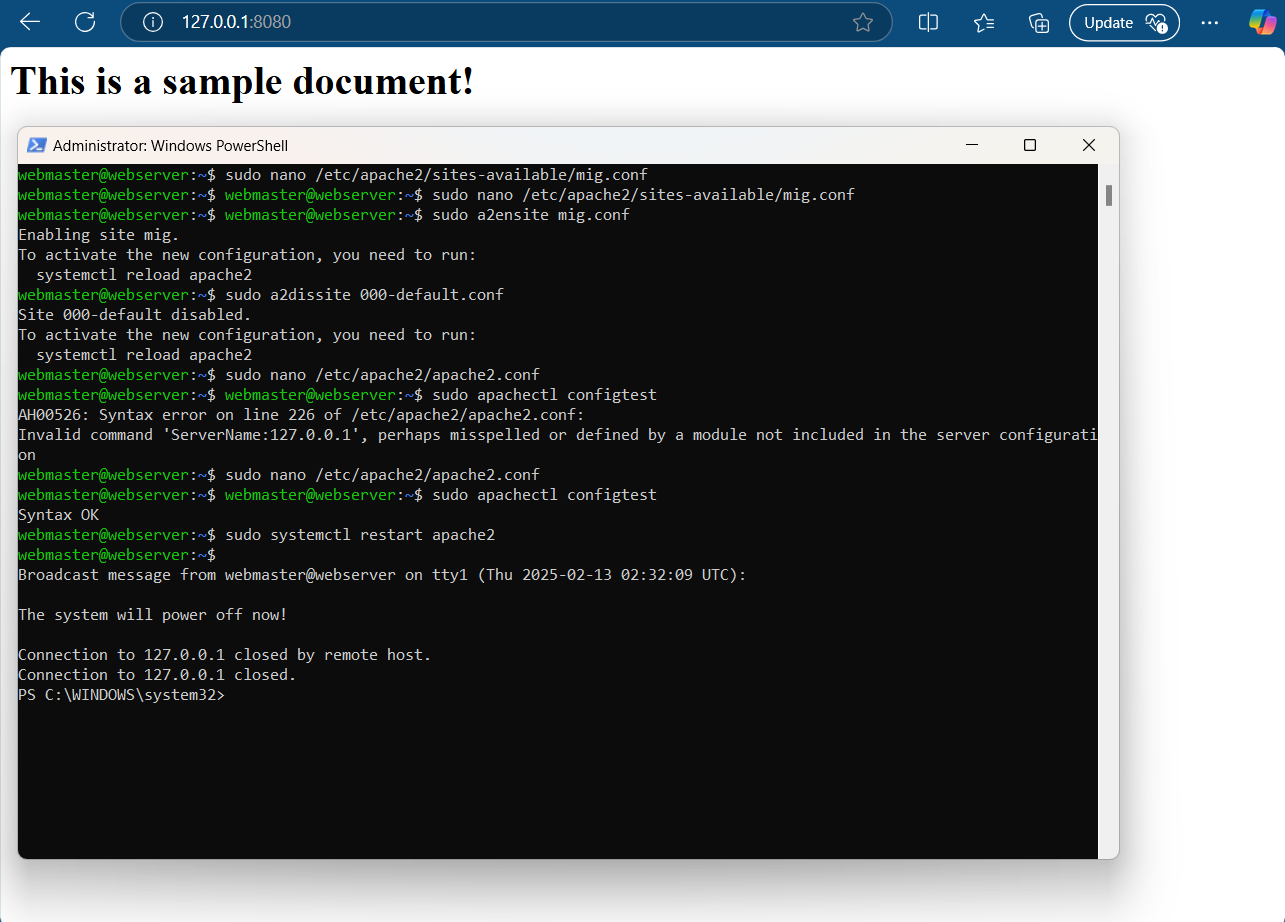 127.0.0.1:8080
Update
This is a sample document!
Administrator: Windows PowerShell
webmaster@webserver:~$ sudo nano /etc/apache2/sites-available/mig.conf
webmaster@webserver:~$ webmaster@webserver:~$ sudo nano /etc/apache2/sites-available/mig.conf
webmaster@webserver:~$ webmaster@webserver:~$ sudo a2ensite mig.conf
Enabling site mig.
To activate the new configuration, you need to run:
  systemctl reload apache2
webmaster@webserver:~$ sudo a2dissite 000-default.conf
Site 000-default disabled.
To activate the new configuration, you need to run:
  systemctl reload apache2
webmaster@webserver:~$ sudo nano /etc/apache2/apache2.conf
webmaster@webserver:~$ webmaster@webserver:~$ sudo apachectl configtest
AH00526: Syntax error on line 226 of /etc/apache2/apache2.conf:
Invalid command 'ServerName:127.0.0.1', perhaps misspelled or defined by a module not included in the server configurati
on
webmaster@webserver:~$ sudo nano /etc/apache2/apache2.conf
webmaster@webserver:~$ webmaster@webserver:~$ sudo apachectl configtest
Syntax OK
webmaster@webserver:~$ sudo systemctl restart apache2
webmaster@webserver:~$
Broadcast message from webmaster@webserver on tty1 (Thu 2025-02-13 02:32:09 UTC):
The system will power off now!
Connection to 127.0.0.1 closed by remote host.
Connection to 127.0.0.1 closed.
PS C:\WINDOWS\system32>